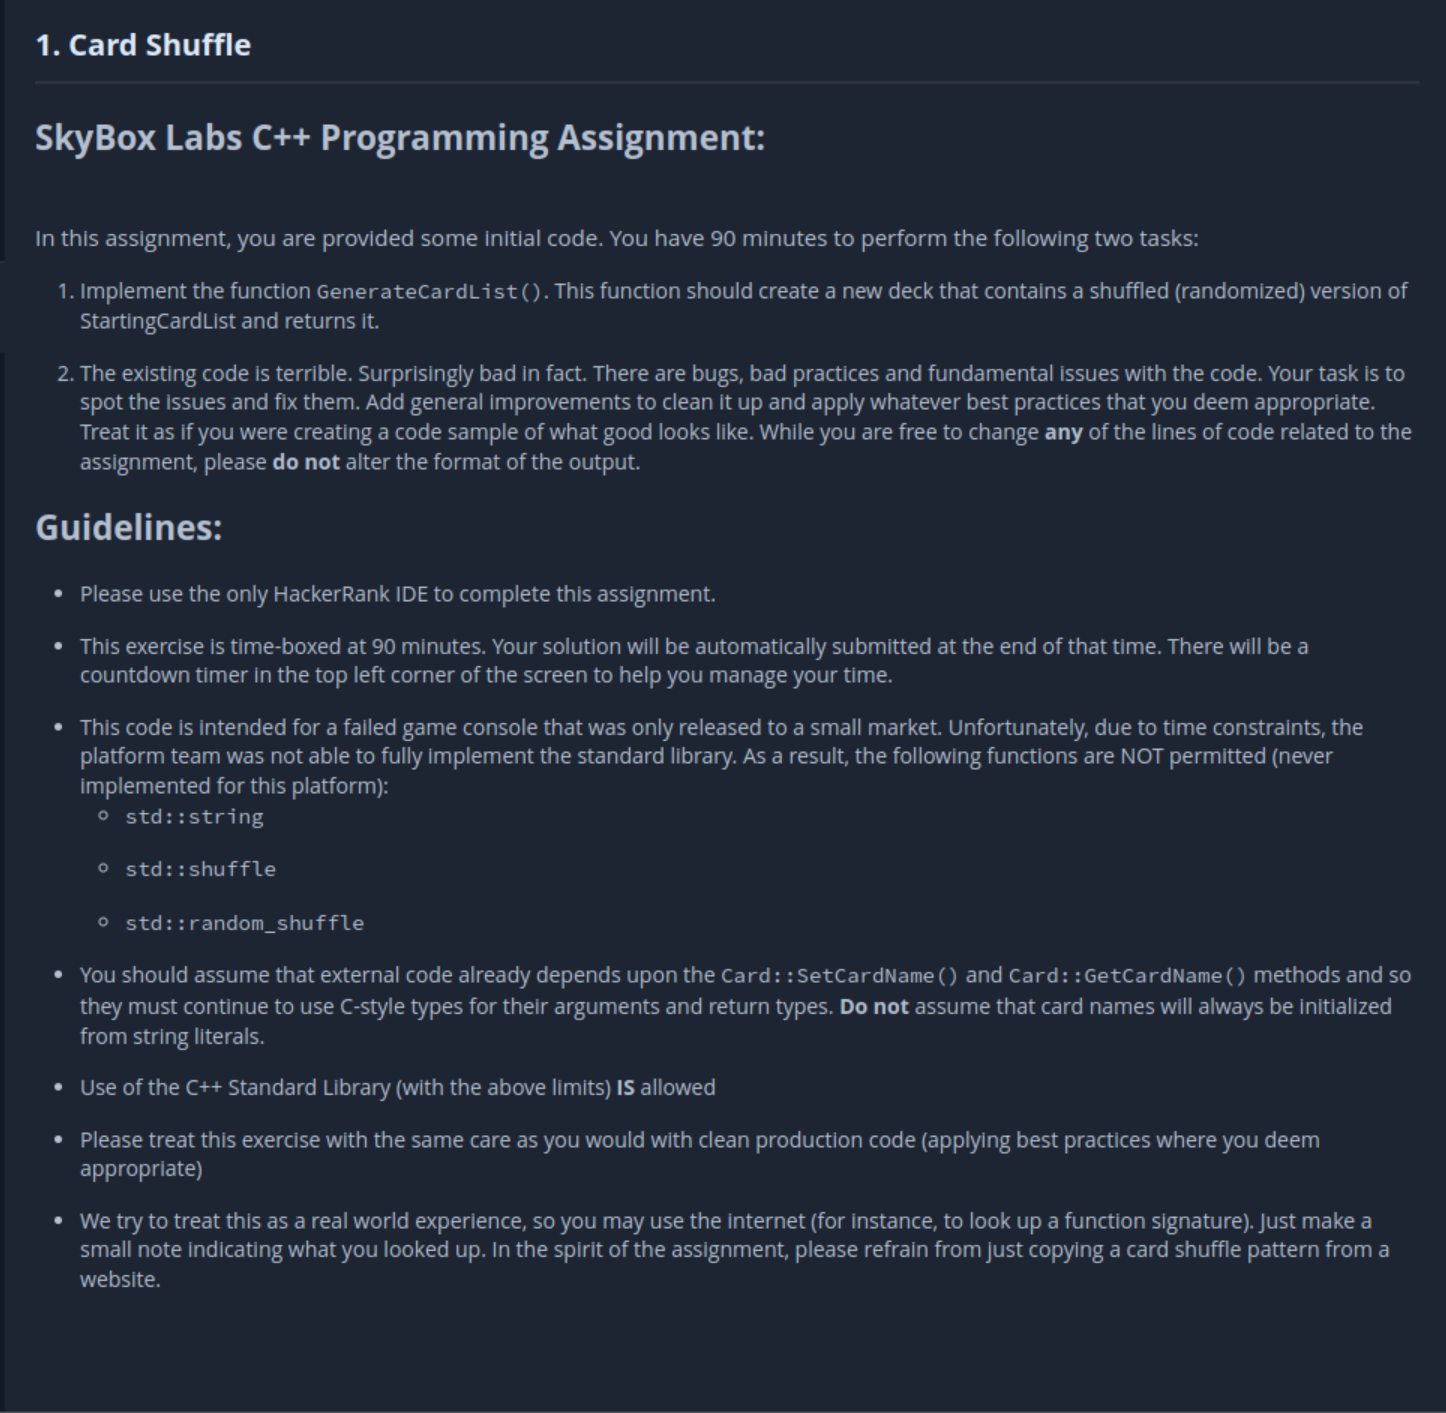 1. Card Shuffle
SkyBox Labs C++ Programming Assignment:
In this assignment, you are provided some initial code. You have 90 minutes to perform the following two tasks:
1. Implement the function GenerateCardList(). This function should create a new deck that contains a shuffled (randomized) version of
StartingCardList and returns it.
2. The existing code is terrible. Surprisingly bad in fact. There are bugs, bad practices and fundamental issues with the code. Your task is to
spot the issues and fix them. Add general improvements to clean it up and apply whatever best practices that you deem appropriate.
Treat it as if you were creating a code sample of what good looks like. While you are free to change any of the lines of code related to the
assignment, please do not alter the format of the output.
Guidelines:
• Please use the only HackerRank IDE to complete this assignment.
• This exercise is time-boxed at 90 minutes. Your solution will be automatically submitted at the end of that time. There will be a
countdown timer in the top left corner of the screen to help you manage your time.
• This code is intended for a failed game console that was only released to a small market. Unfortunately, due to time constraints, the
platform team was not able to fully implement the standard library. As a result, the following functions are NOT permitted (never
implemented for this platform):
◦ std::string
◦ std::shuffle
◦ std::random_shuffle
• You should assume that external code already depends upon the Card::SetCardName() and Card::GetCardName() methods and so
they must continue to use C-style types for their arguments and return types. Do not assume that card names will always be initialized
from string literals.
• Use of the C++ Standard Library (with the above limits) IS allowed
• Please treat this exercise with the same care as you would with clean production code (applying best practices where you deem
appropriate)
• We try to treat this as a real world experience, so you may use the internet (for instance, to look up a function signature). Just make a
small note indicating what you looked up. In the spirit of the assignment, please refrain from just copying a card shuffle pattern from a
website.